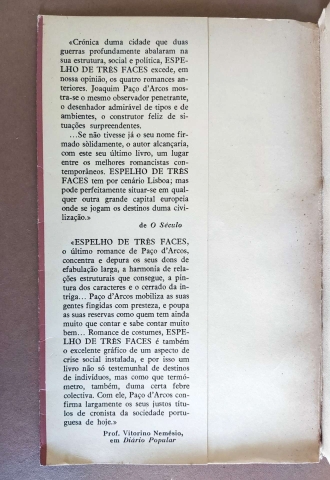 «Crónica duma cidade que duas
guerras profundamente abalaram na
sua estrutura, social e política, ESPE-
LHO DE TRÊS FACES excede, em
nossa opinião, os quatro romances an-
teriores. Joaquim Paço d'Arcos mos-
tra-se o mesmo observador penetrante,
o desenhador admirável de tipos e de
ambientes, o construtor feliz de si-
tuações surpreendentes.
...Se não tivesse já o seu nome fir-
mado sòlidamente, o autor alcançaria,
com este seu último livro, um lugar
entre os melhores romancistas con-
temporâneos. ESPELHO DE TRÊS
FACES tem por cenário Lisboa; mas
pode perfeitamente situar-se em qual-
quer outra grande capital europeia
onde se jogam os destinos duma civi-
lização.»
de O Século
«ESPELHO DE TRÊS FACES,
o último romance de Paço d'Arcos,
concentra e depura os seus dons de
efabulação larga, a harmonia de rela-
ções estruturais que consegue, a pin-
tura dos caracteres e o cerrado da in-
triga... Paço d'Arcos mobiliza as suas
gentes fingidas com presteza, e poupa
as suas reservas como quem tem ainda
muito que contar e sabe contar muito
bem... Romance de costumes, ESPE-
LHO DE TRÊS FACES é também
o excelente gráfico de um aspecto de
crise social instalada, e por isso um
livro não só testemunhal de destinos
de indivíduos, mas como que termó-
metro, também, duma certa febre
colectiva. Com ele, Paço d'Arcos con-
firma largamente os seus justos títu-
los de cronista da sociedade portugue-
sa de hoje.»
Prof. Vitorino Nemésio,
em Diário Popular